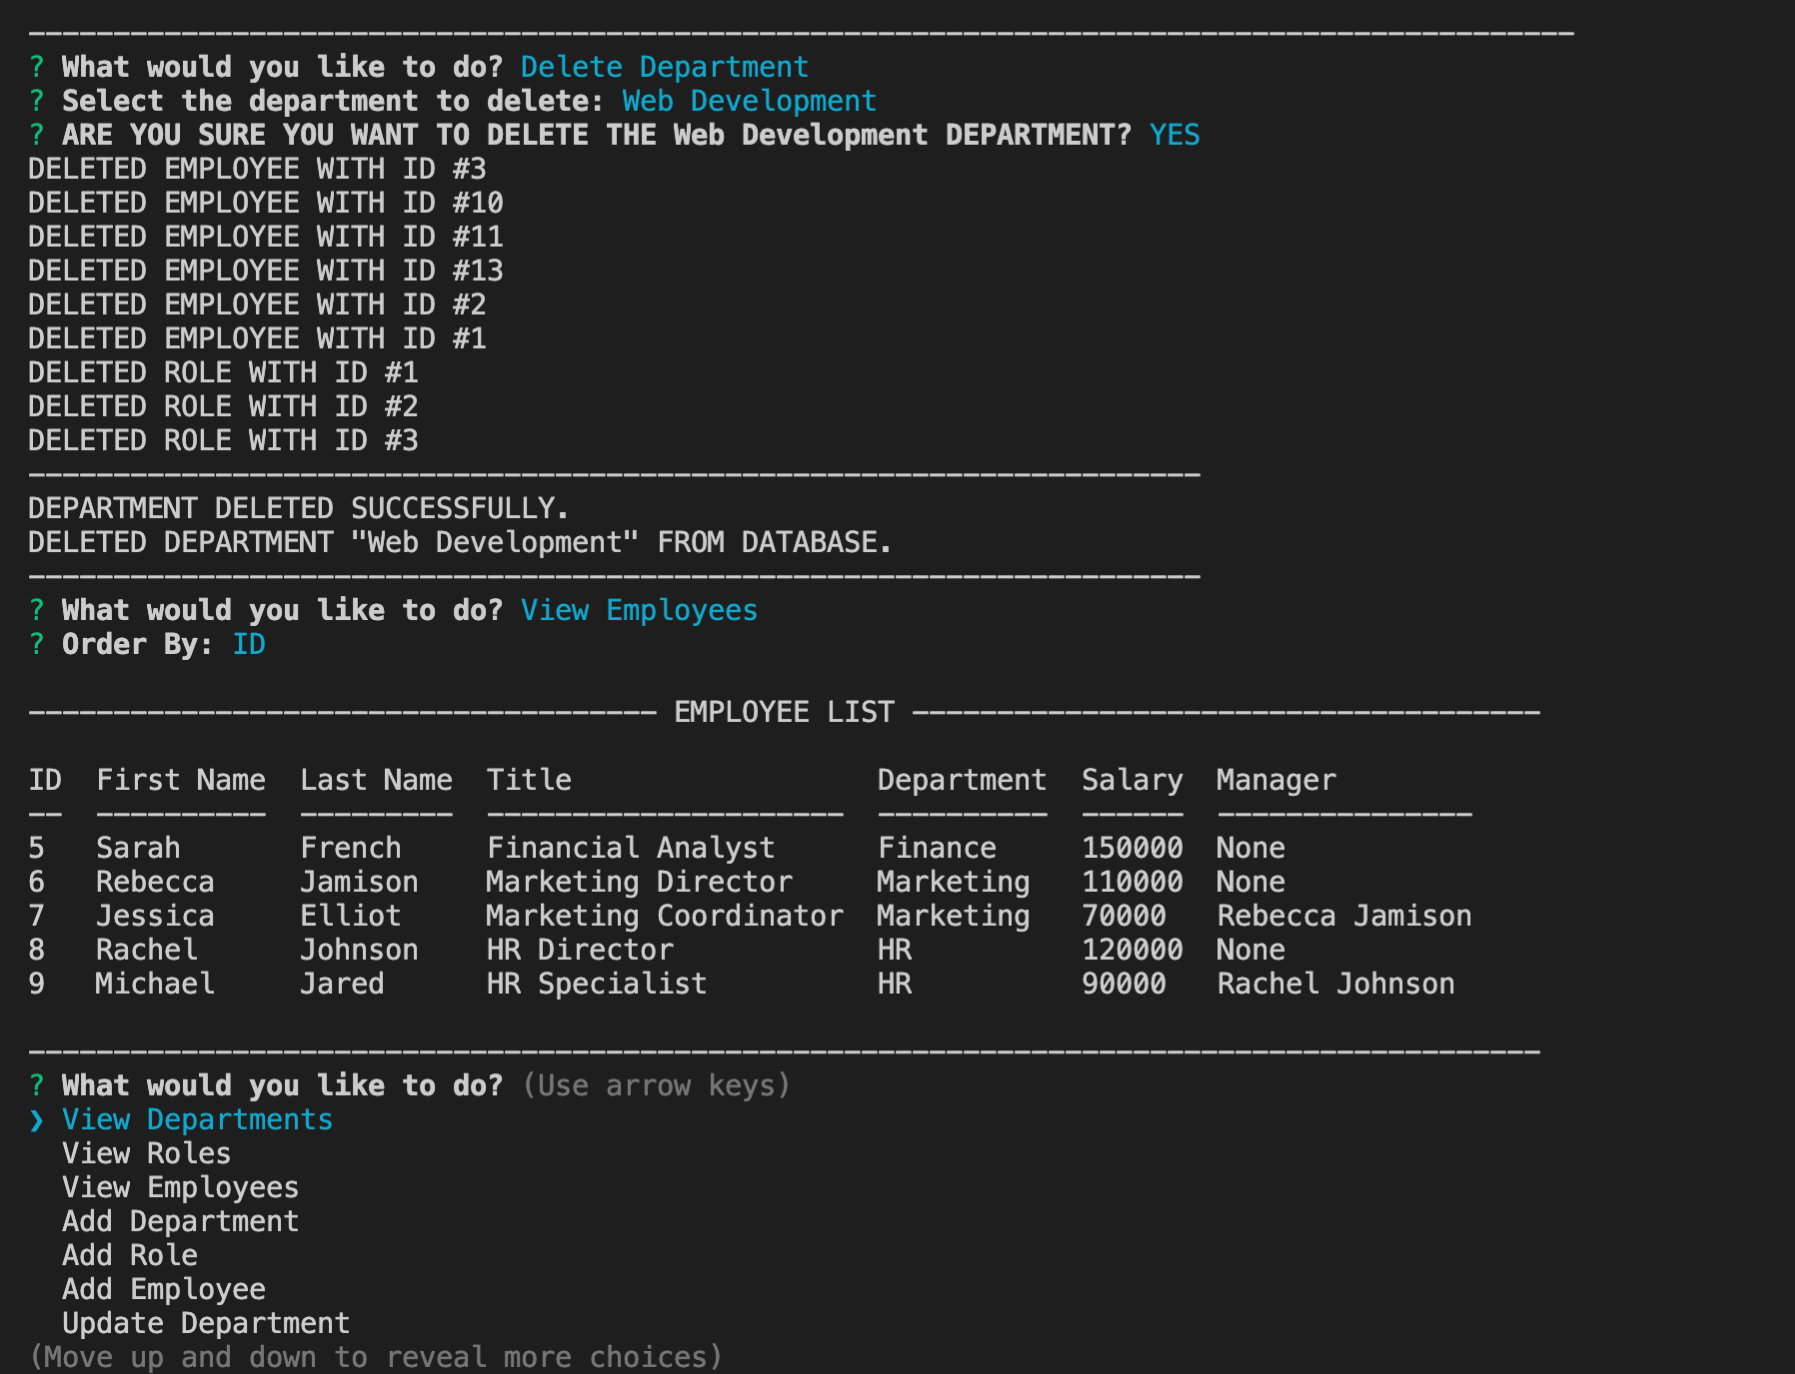 ? What would you like to do? Delete Department
? Select the department to delete: Web Development
? ARE YOU SURE YOU WANT TO DELETE THE Web Development DEPARTMENT? YES
DELETED EMPLOYEE WITH ID #3
DELETED EMPLOYEE WITH ID #10
DELETED EMPLOYEE WITH ID #11
DELETED EMPLOYEE WITH ID #13
DELETED EMPLOYEE WITH ID #2
DELETED EMPLOYEE WITH ID #1
DELETED ROLE WITH ID #1
DELETED ROLE WITH ID #2
DELETED ROLE WITH ID #3
DEPARTMENT DELETED SUCCESSFULLY.
DELETED DEPARTMENT "Web Development" FROM DATABASE.
? What would you like to do? View Employees
? Order By: ID
EMPLOYEE LIST
ID  First Name  Last Name  Title                  Department  Salary  Manager
5   Sarah       French     Financial Analyst      Finance     150000  None
6   Rebecca     Jamison    Marketing Director     Marketing   110000  None
7   Jessica     Elliot     Marketing Coordinator  Marketing   70000   Rebecca Jamison
8   Rachel      Johnson    HR Director            HR          120000  None
9   Michael     Jared      HR Specialist          HR          90000   Rachel Johnson
? What would you like to do? (Use arrow keys)
❯ View Departments
View Roles
View Employees
Add Department
Add Role
Add Employee
Update Department
(Move up and down to reveal more choices)